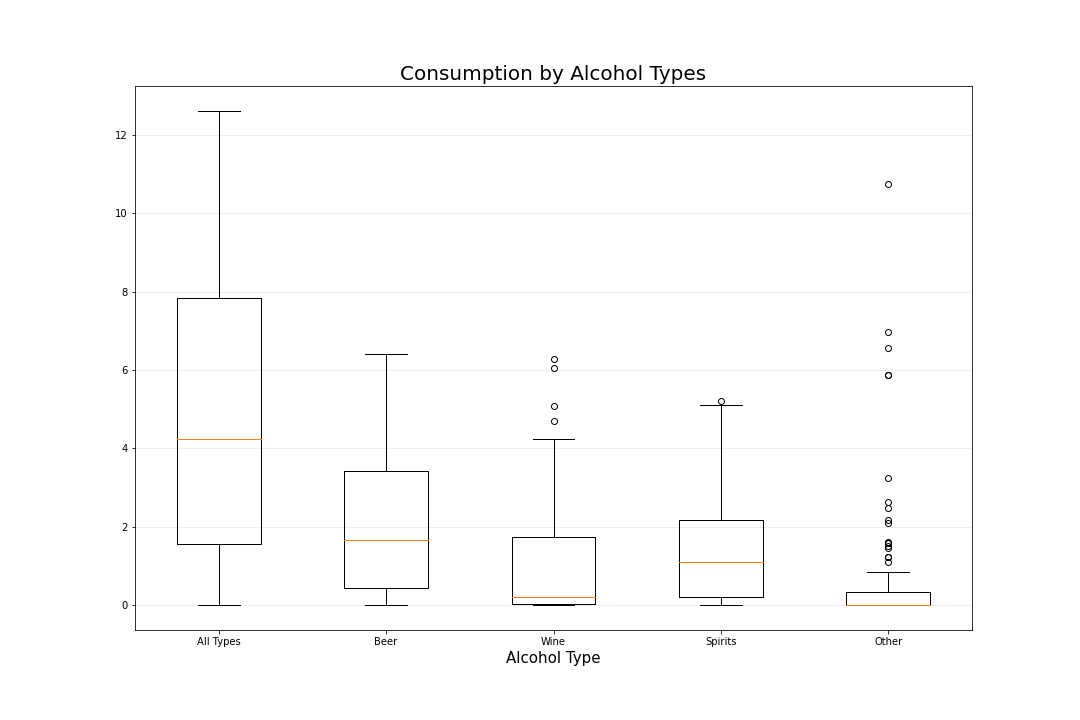 Consumption by Alcohol Types
12
10
8
6
4
2
0
All Types Beer Wine Spirits Other
Alcohol Type